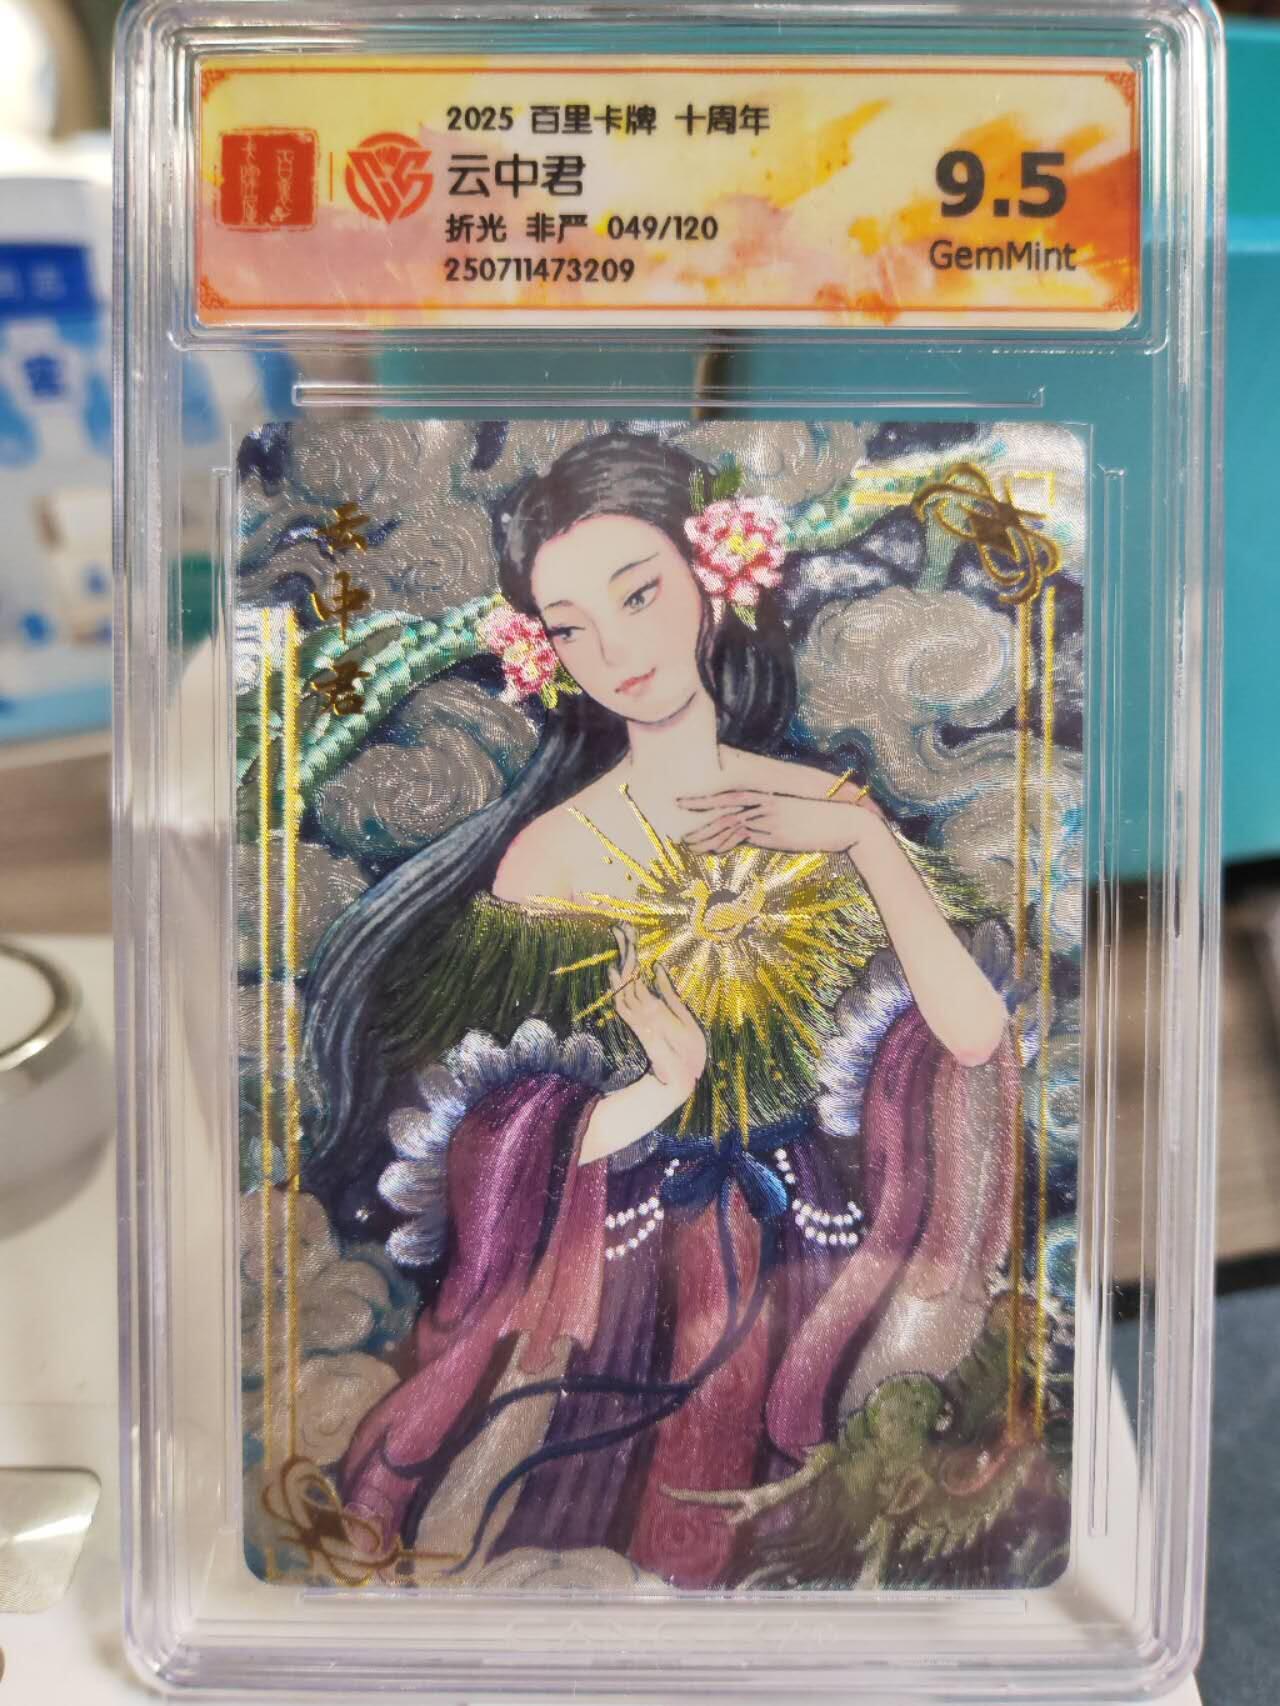 2025 百里卡牌 十周年
云中君
折光 非严 049/120
250711473209
9.5
GemMint
云中君